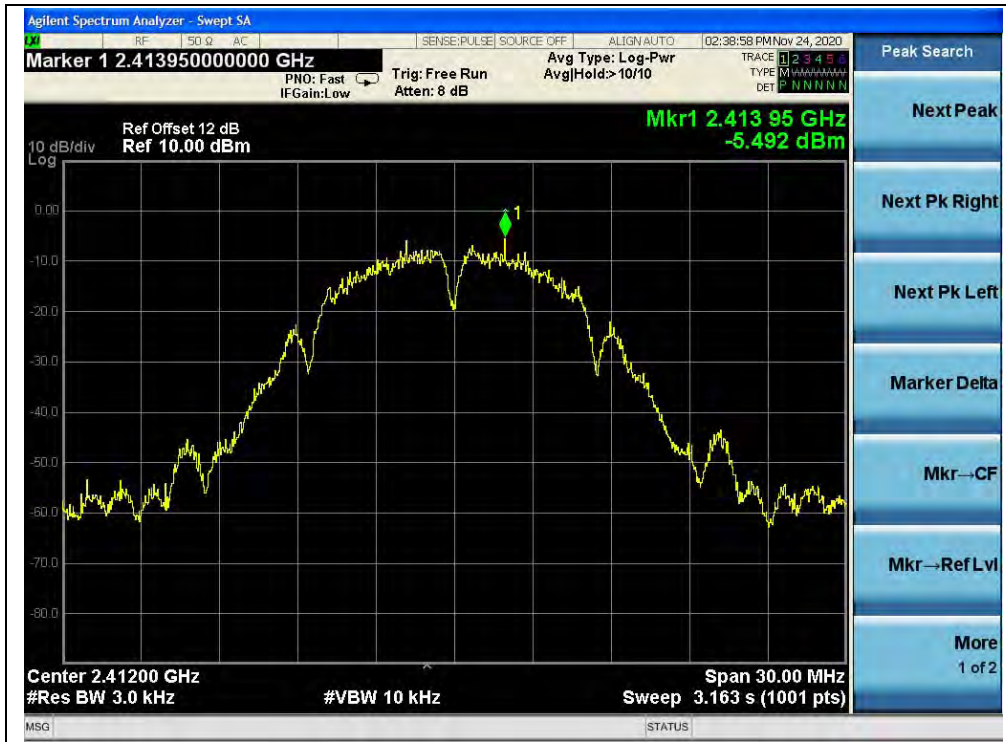 Agilent Spectrum Analyzer - Swept SA
LXI RF 50 Ω AC SENSE:PULSE SOURCE OFF ALIGN AUTO 02:38:58 PM Nov 24, 2020
Marker 1 2.413950000000 GHz
PNO: Fast
IFGain:Low
Trig: Free Run
Atten: 8 dB
Avg Type: Log-Pwr
Avg|Hold:>10/10
TRACE 1 2 3 4 5 6
TYPE M
DET P N N N N N
Mkr1 2.413 95 GHz
-5.492 dBm
Ref Offset 12 dB
10 dB/div Ref 10.00 dBm
Log
1
0.00
-10.0
-20.0
-30.0
-40.0
-50.0
-60.0
-70.0
-80.0
Center 2.41200 GHz Span 30.00 MHz
#Res BW 3.0 kHz #VBW 10 kHz Sweep 3.163 s (1001 pts)
MSG STATUS
Peak Search
Next Peak
Next Pk Right
Next Pk Left
Marker Delta
Mkr→CF
Mkr→Ref Lvl
More
1 of 2